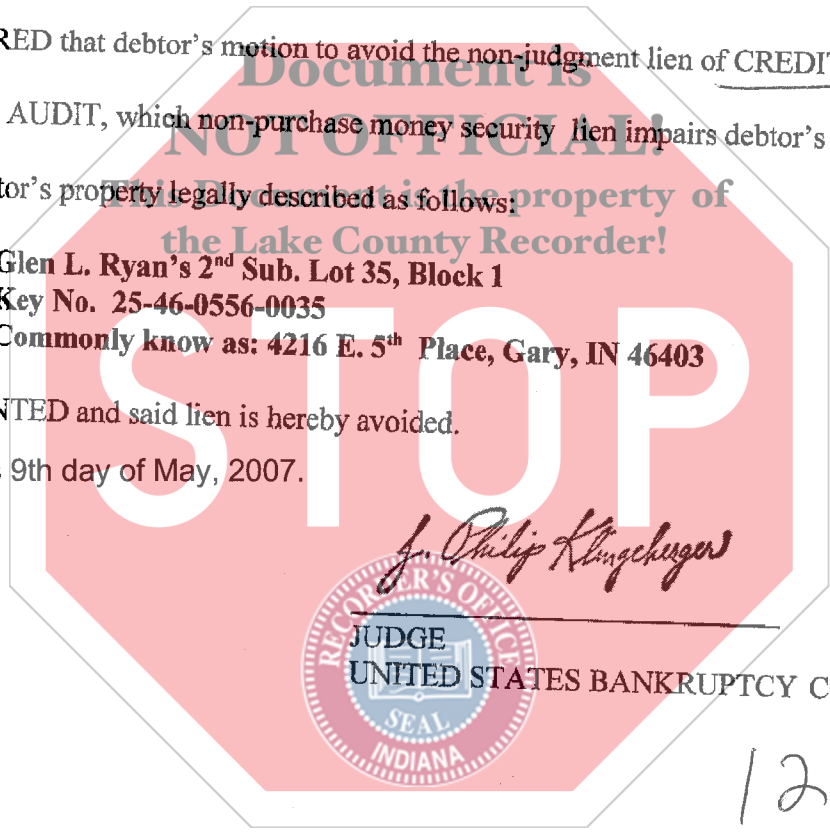 RED that debtor's motion to avoid the non-judgment lien of CREDIT
Document is
AUDIT, which non-purchase money security lien impairs debtor's
NOT OFFICIAL!
tor's property legally described as follows:
This Document is the property of
the Lake County Recorder!
Glen L. Ryan's 2nd Sub. Lot 35, Block 1
Key No. 25-46-0556-0035
Commonly know as: 4216 E. 5th Place, Gary, IN 46403
STOP
NTED and said lien is hereby avoided.
s 9th day of May, 2007.
J. Philip Klingeberger
RECORDER'S OFFICE
JUDGE
UNITED STATES BANKRUPTCY C
SEAL
INDIANA
12